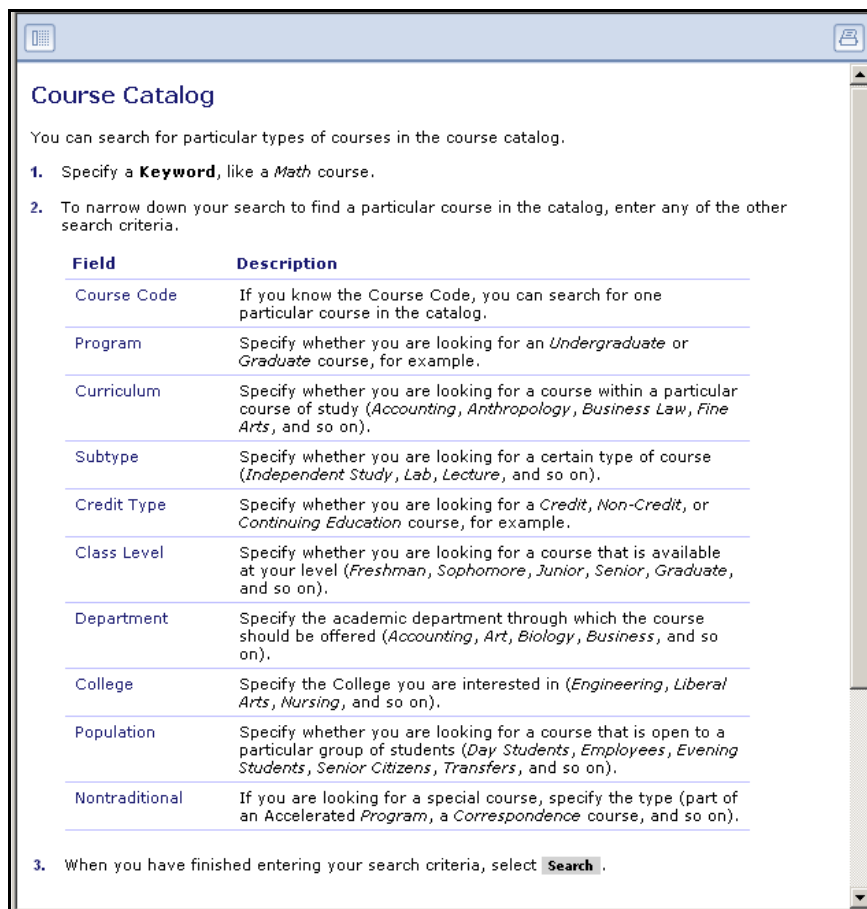 Course Catalog
You can search for particular types of courses in the course catalog.
1. Specify a Keyword, like a Math course.
2. To narrow down your search to find a particular course in the catalog, enter any of the other
search criteria.
Field Description
Course Code If you know the Course Code, you can search for one
particular course in the catalog.
Program Specify whether you are looking for an Undergraduate or
Graduate course, for example.
Curriculum Specify whether you are looking for a course within a particular
course of study (Accounting, Anthropology, Business Law, Fine
Arts, and so on).
Subtype Specify whether you are looking for a certain type of course
(Independent Study, Lab, Lecture, and so on).
Credit Type Specify whether you are looking for a Credit, Non-Credit, or
Continuing Education course, for example.
Class Level Specify whether you are looking for a course that is available
at your level (Freshman, Sophomore, Junior, Senior, Graduate,
and so on).
Department Specify the academic department through which the course
should be offered (Accounting, Art, Biology, Business, and so
on).
College Specify the College you are interested in (Engineering, Liberal
Arts, Nursing, and so on).
Population Specify whether you are looking for a course that is open to a
particular group of students (Day Students, Employees, Evening
Students, Senior Citizens, Transfers, and so on).
Nontraditional If you are looking for a special course, specify the type (part of
an Accelerated Program, a Correspondence course, and so on).
3. When you have finished entering your search criteria, select Search .